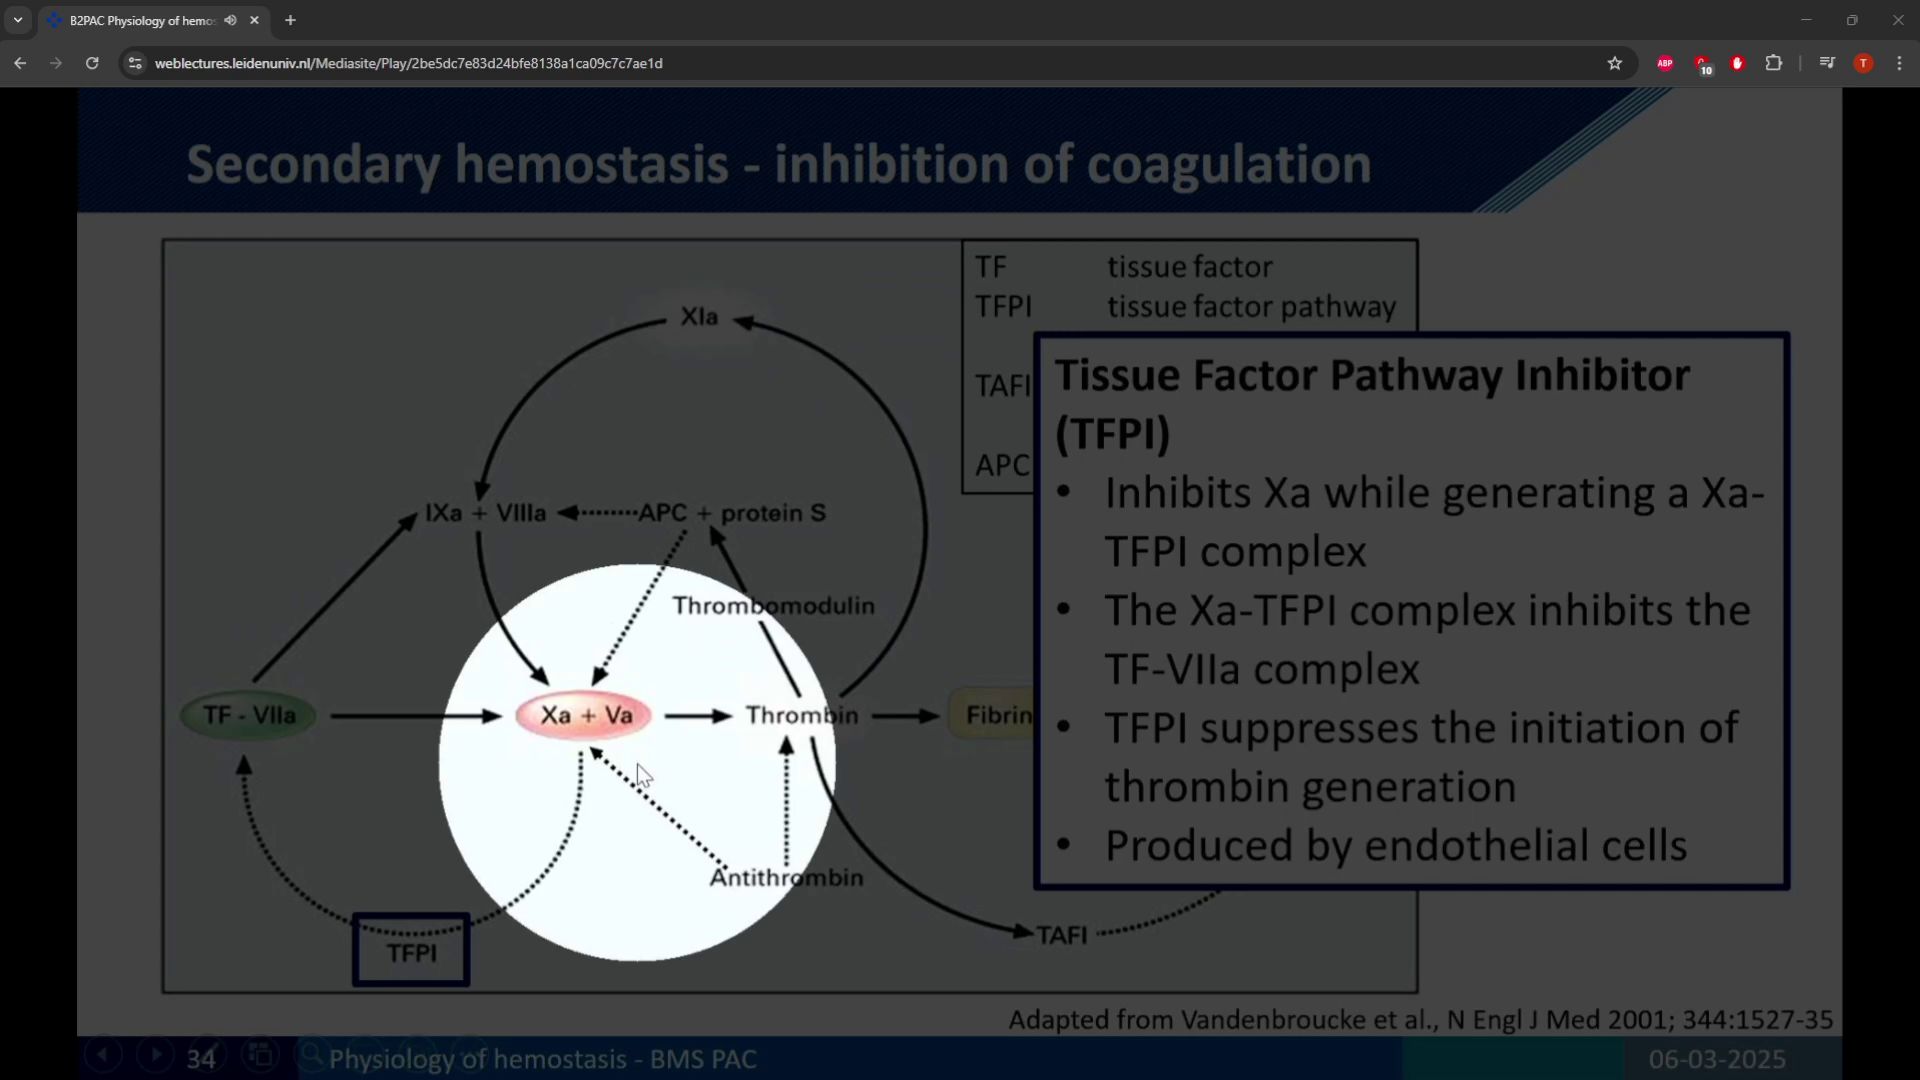 B2PAC Physiology of hemos
weblectures.leidenuniv.nl/Mediasite/Play/2be5dc7e83d24bfe8138a1ca09c7c7ae1d
ABP
10
T
Secondary hemostasis - inhibition of coagulation
TF tissue factor
TFPI tissue factor pathway
TAFI
APC
XIa
IXa + VIIIa
APC + protein S
Thrombomodulin
TF - VIIa
Xa + Va
Thrombin
Fibrin
Antithrombin
TAFI
TFPI
Tissue Factor Pathway Inhibitor
(TFPI)
• Inhibits Xa while generating a Xa-
TFPI complex
• The Xa-TFPI complex inhibits the
TF-VIIa complex
• TFPI suppresses the initiation of
thrombin generation
• Produced by endothelial cells
Adapted from Vandenbroucke et al., N Engl J Med 2001; 344:1527-35
34
Physiology of hemostasis - BMS PAC
06-03-2025